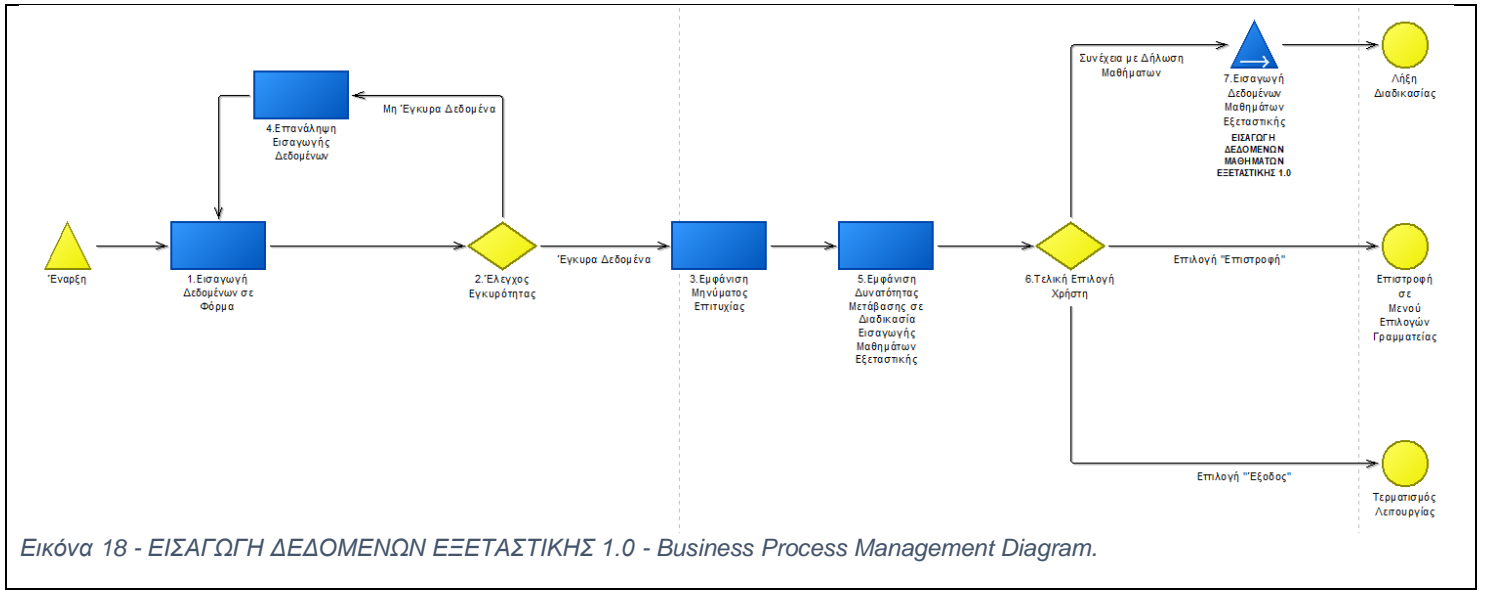 Συνέχεια με Δήλωση
Μαθήματων
7.Εισαγωγή
Δεδομένων
Μαθημάτων
Εξεταστικής
ΕΙΣΑΓΩΓΗ
ΔΕΔΟΜΕΝΩΝ
ΜΑΘΗΜΑΤΩΝ
ΕΞΕΤΑΣΤΙΚΗΣ 1.0
Λήξη
Διαδικασίας
Μη Έγκυρα Δεδομένα
4.Επανάληψη
Εισαγωγής
Δεδομένων
Έναρξη
1.Εισαγωγή
Δεδομένων σε
Φόρμα
2.Έλεγχος
Εγκυρότητας
Έγκυρα Δεδομένα
3.Εμφάνιση
Μηνύματος
Επιτυχίας
5.Εμφάνιση
Δυνατότητας
Μετάβασης σε
Διαδικασία
Εισαγωγής
Μαθημάτων
Εξεταστικής
6.Τελική Επιλογή
Χρήστη
Επιλογή "Επιστροφή"
Επιστροφή
σε
Μενού
Επιλογών
Γραμματείας
Επιλογή "Έξοδος"
Τερματισμός
Λειτουργίας
Εικόνα 18 - ΕΙΣΑΓΩΓΗ ΔΕΔΟΜΕΝΩΝ ΕΞΕΤΑΣΤΙΚΗΣ 1.0 - Business Process Management Diagram.